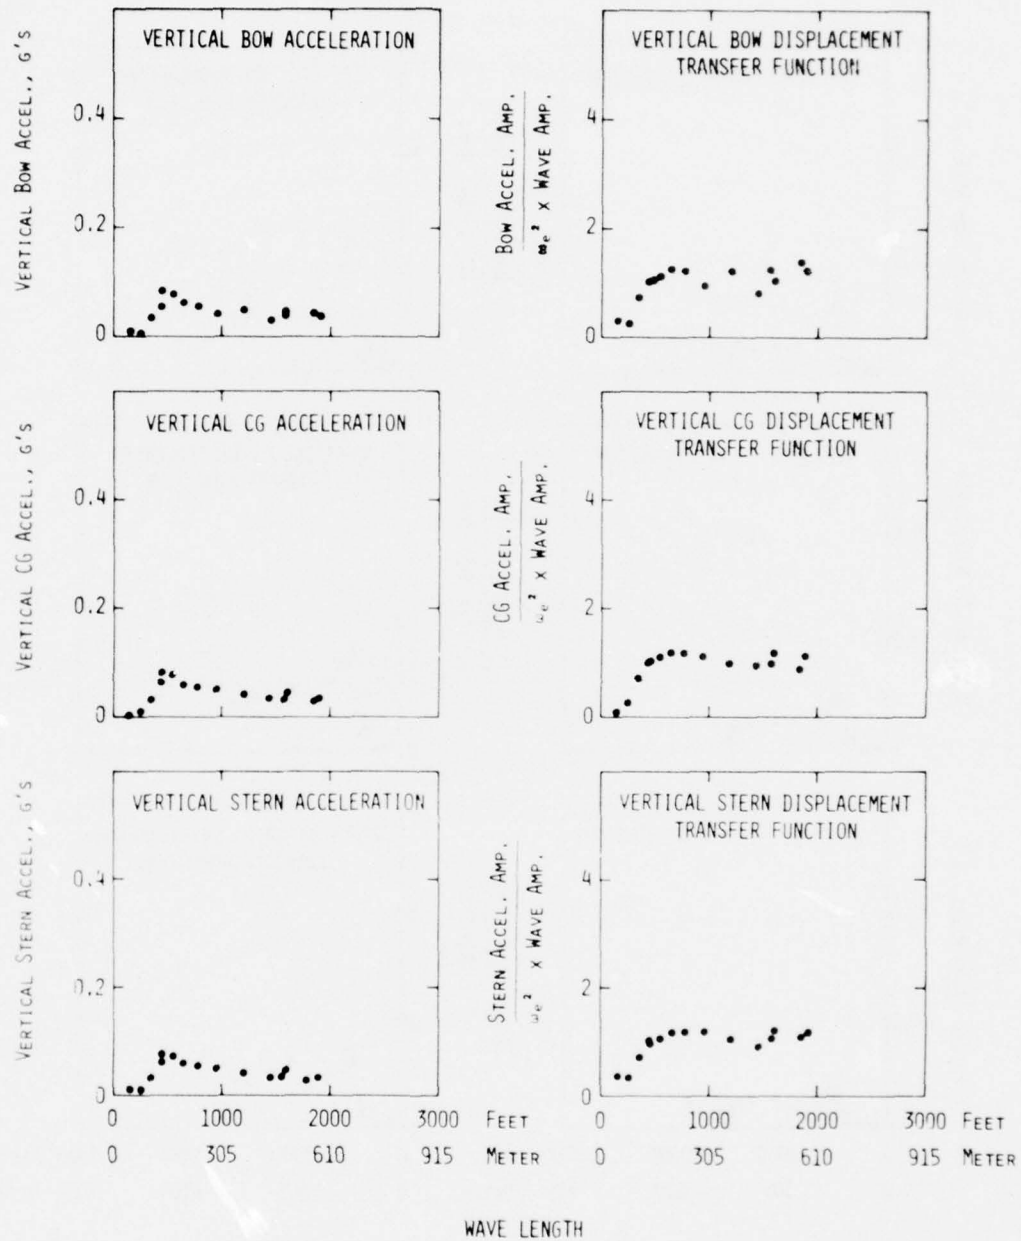 VERTICAL BOW ACCELERATION
VERTICAL BOW ACCEL., G'S
0.4
0.2
0
VERTICAL BOW DISPLACEMENT
TRANSFER FUNCTION
BOW ACCEL. AMP.
ωe² X WAVE AMP.
4
2
0
VERTICAL CG ACCELERATION
VERTICAL CG ACCEL., G'S
0.4
0.2
0
VERTICAL CG DISPLACEMENT
TRANSFER FUNCTION
CG ACCEL. AMP.
ωe² X WAVE AMP.
4
2
0
VERTICAL STERN ACCELERATION
VERTICAL STERN ACCEL., G'S
0.4
0.2
0
VERTICAL STERN DISPLACEMENT
TRANSFER FUNCTION
STERN ACCEL. AMP.
ωe² X WAVE AMP.
4
2
0
0 1000 2000 3000 FEET
0 305 610 915 METER
0 1000 2000 3000 FEET
0 305 610 915 METER
WAVE LENGTH